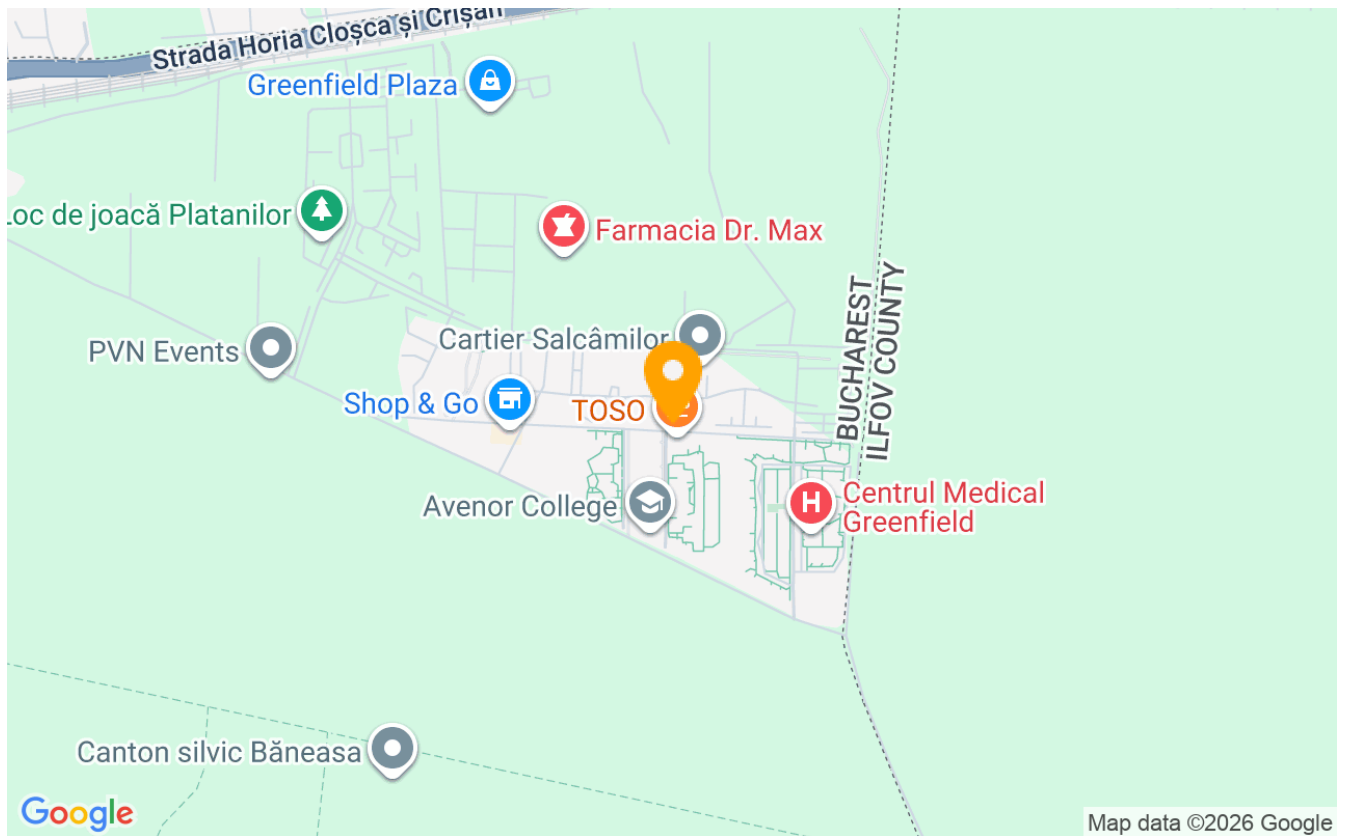 Strada Horia Cloșca și Crișan
Greenfield Plaza
Loc de joacă Platanilor
Farmacia Dr. Max
BUCHAREST
ILFOV COUNTY
Cartier Salcâmilor
PVN Events
Shop & Go
TOSO
Avenor College
H
Centrul Medical
Greenfield
Canton silvic Băneasa
Google
Map data ©2026 Google